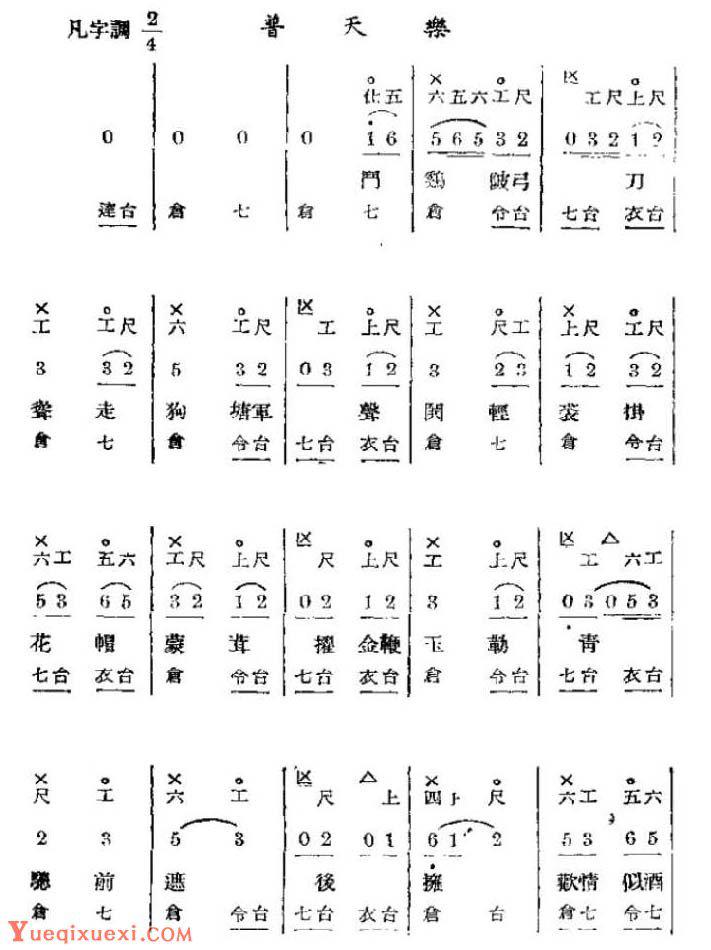 凡字調 2/4 普天樂
× × 区
仩五 六五六工尺 工尺上尺
0 0 0 0 1 6 5 6 5 3 2 0 3 2 1 2
鬥 鷄 陂弓 刀
達台 倉 七 倉 七 倉 令台 七台 衣台
× × 区 × ×
工 工尺 六 工尺 工 上尺 工 尺工 上尺 工尺
3 3 2 5 3 2 0 3 1 2 3 2 3 1 2 3 2
走 狗 塘軍 聲 閑 輕 裘 掛
倉 七 倉 令台 七台 衣台 倉 七 倉 令台
× × 区 × 区 △
六工 五六 工尺 上尺 尺 上尺 工 上尺 工 六工
5 3 6 5 3 2 1 2 0 2 1 2 3 1 2 0 3 0 5 3
花 帽 蒙 茸 擢 金鞭 玉 勒 青
七台 衣台 倉 令台 七台 衣台 倉 令台 七台 衣台
× × 区 △ × ×
尺 工 六 工 尺 上 四上 尺 六工 五六
2 3 5 3 0 2 0 1 6 1 2 5 3 6 5
驄 前 遮 後 擁 歡情 似酒
倉 七 倉 令台 七台 衣台 倉 台 倉七 令七
Yueqixuexi.com